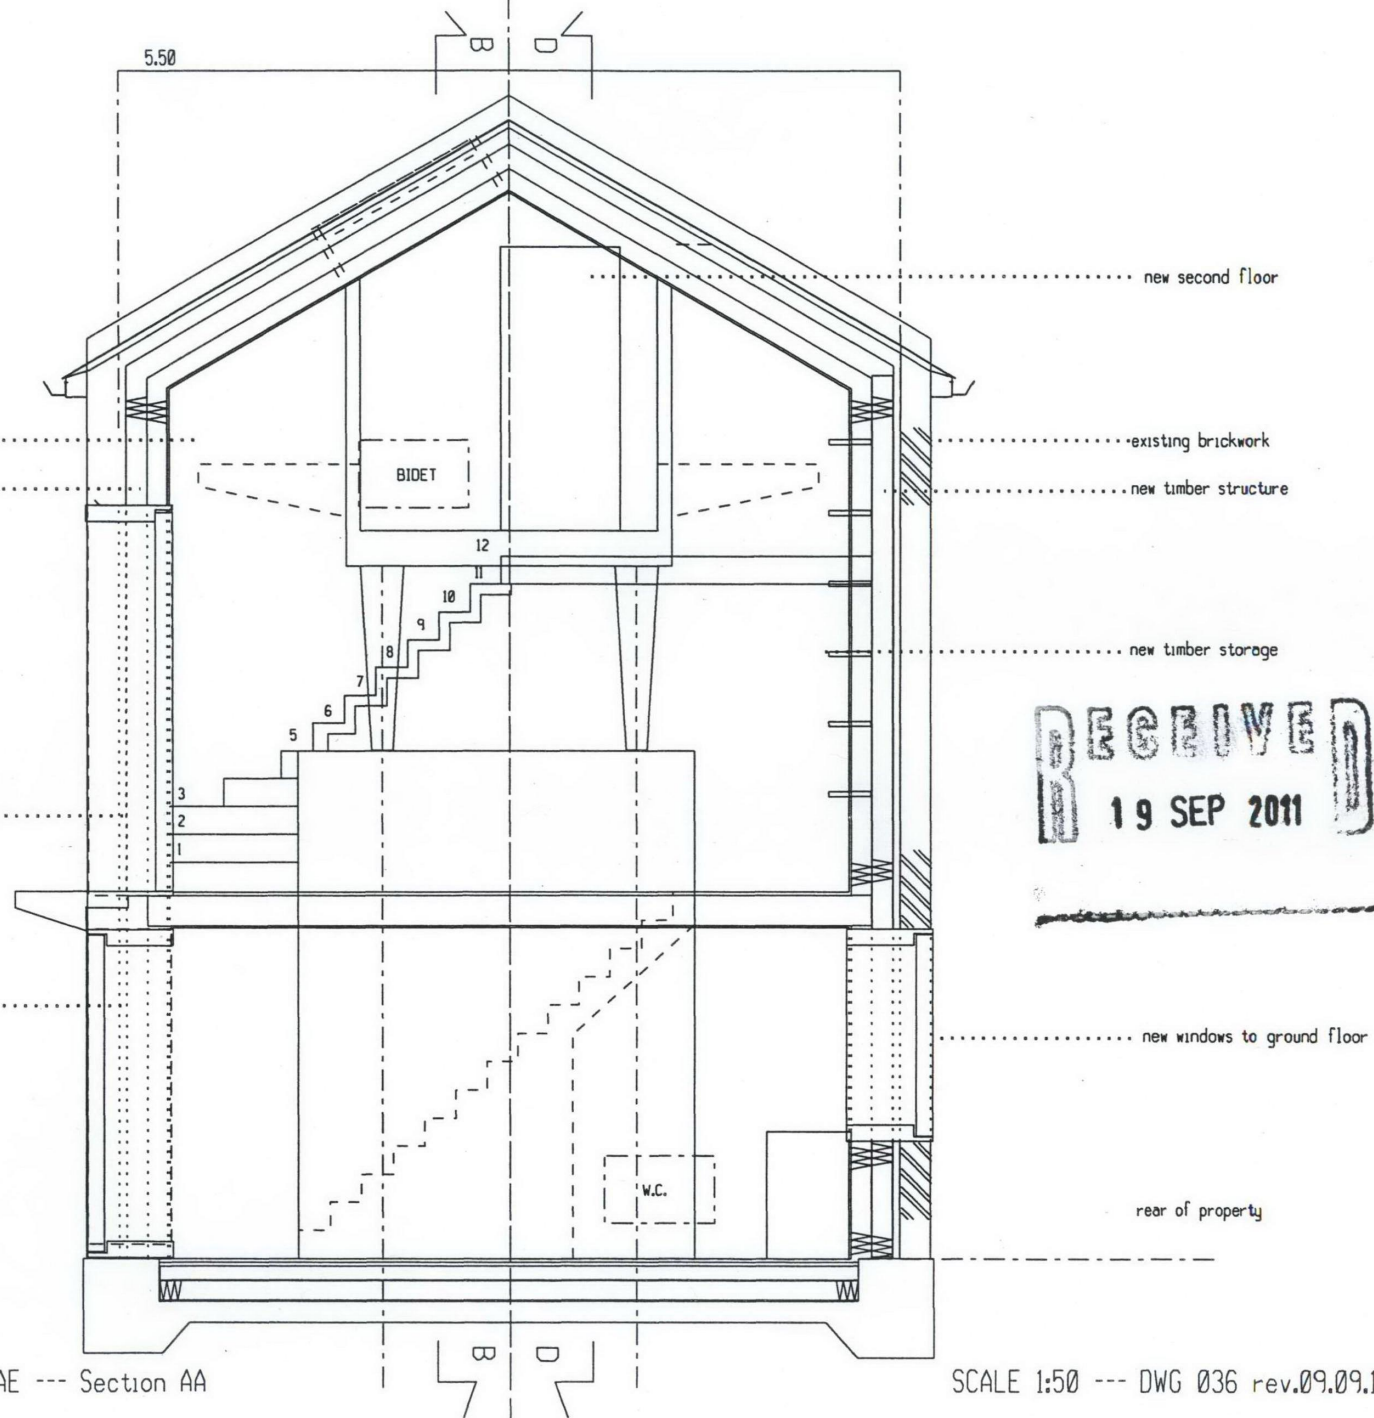 B D
5.50
new second floor
existing brickwork
BIDET
new timber structure
12
11
10
9
8
new timber storage
7
6
5
RECEIVED
3
19 SEP 2011
2
1
new windows to ground floor
W.C.
rear of property
B D
AE --- Section AA
SCALE 1:50 --- DWG 036 rev.09.09.1